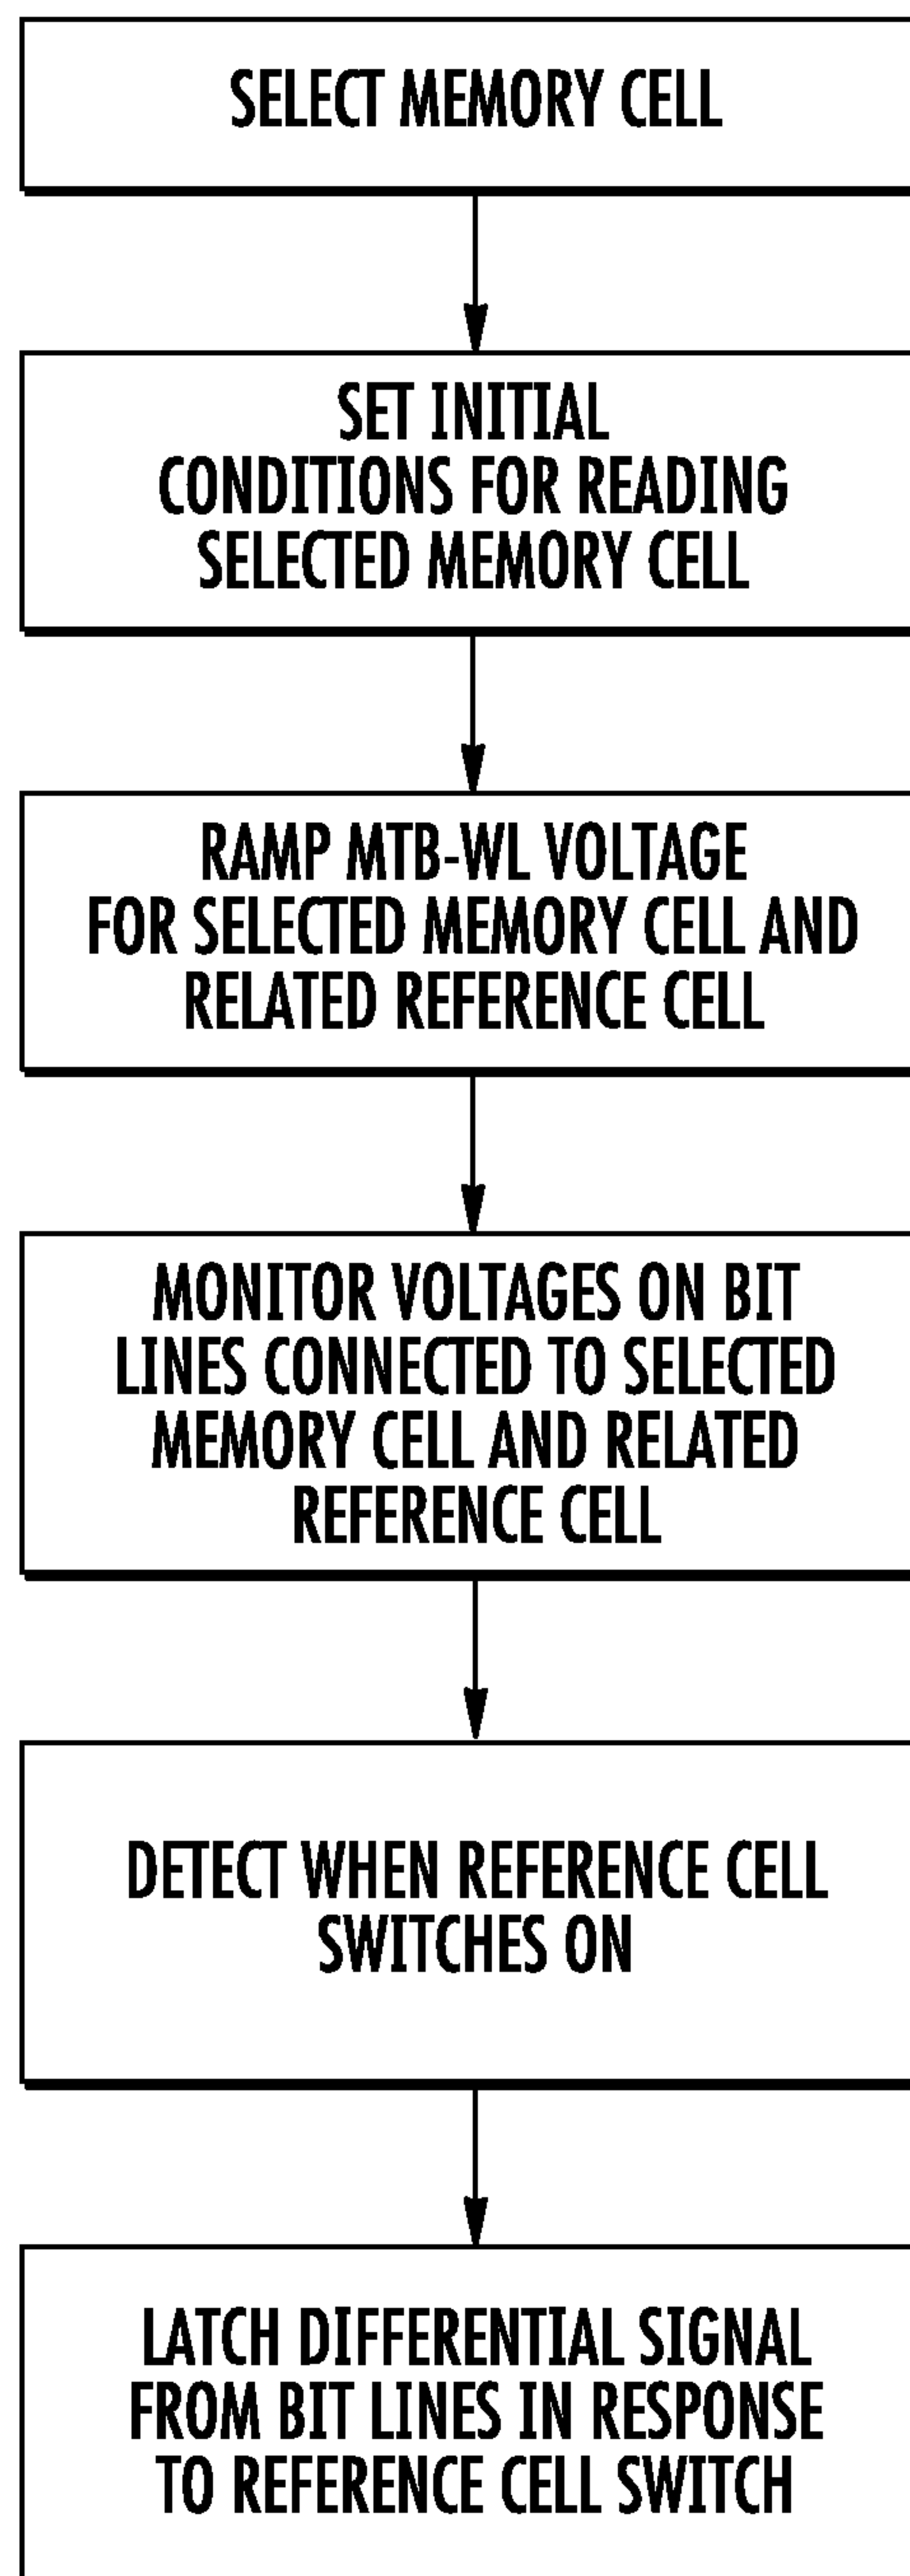 SELECT MEMORY CELL
SET INITIAL
CONDITIONS FOR READING
SELECTED MEMORY CELL
RAMP MTB-WL VOLTAGE
FOR SELECTED MEMORY CELL AND
RELATED REFERENCE CELL
MONITOR VOLTAGES ON BIT
LINES CONNECTED TO SELECTED
MEMORY CELL AND RELATED
REFERENCE CELL
DETECT WHEN REFERENCE CELL
SWITCHES ON
LATCH DIFFERENTIAL SIGNAL
FROM BIT LINES IN RESPONSE
TO REFERENCE CELL SWITCH